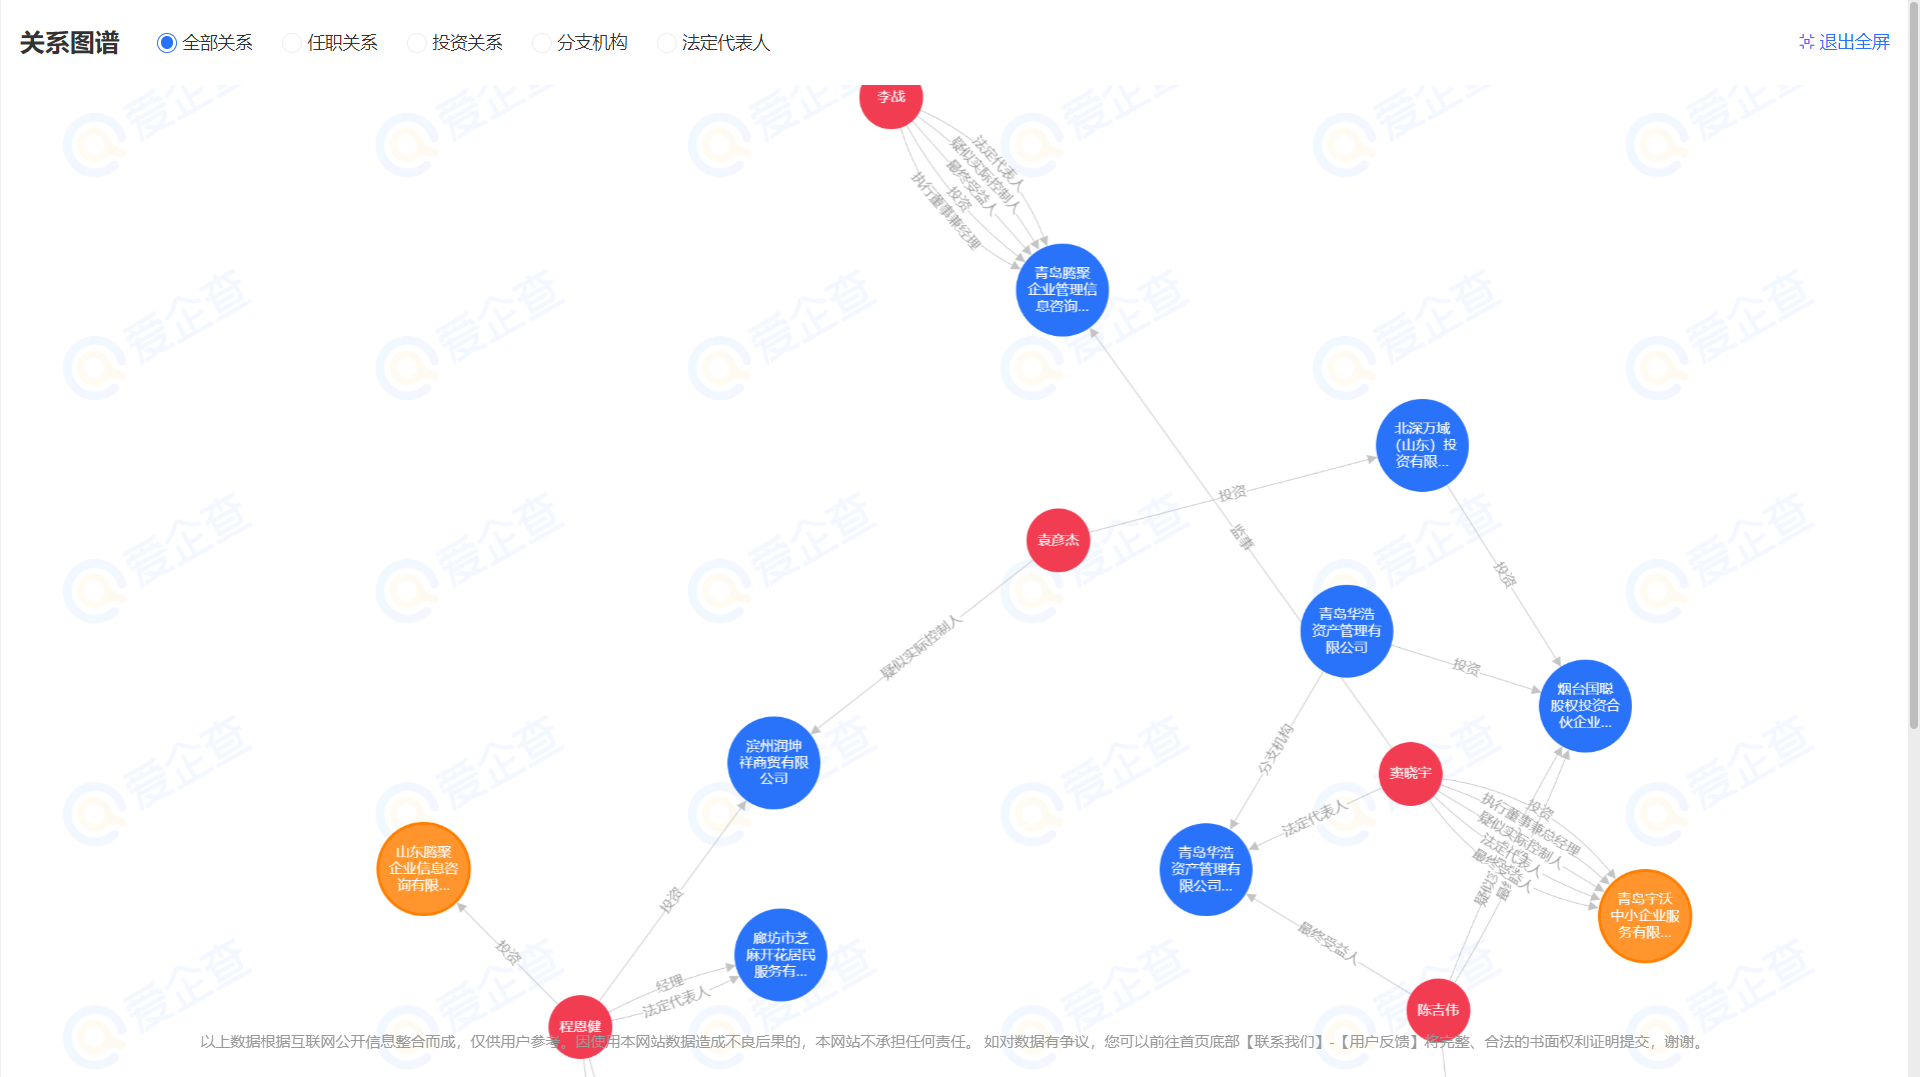 关系图谱
全部关系
任职关系
投资关系
分支机构
法定代表人
退出全屏
李战
法定代表人
疑似实际控制人
最终受益人
投资
执行董事兼经理
青岛腾聚
企业管理信
息咨询...
北深万域
（山东）投
资有限...
投资
监事
袁彦杰
投资
青岛华浩
资产管理有
限公司
疑似实际控制人
投资
烟台国聪
股权投资合
伙企业...
滨州润坤
祥商贸有限
公司
分支机构
窦晓宇
投资
执行董事兼总经理
疑似实际控制人
法定代表人
最终受益人
法定代表人
山东腾聚
企业信息咨
询有限...
青岛华浩
资产管理有
限公司...
投资
青岛宇沃
中小企业服
务有限...
廊坊市芝
麻开花居民
服务有...
最终受益人
投资
经理
法定代表人
陈吉伟
程恩健
以上数据根据互联网公开信息整合而成，仅供用户参考。因使用本网站数据造成不良后果的，本网站不承担任何责任。 如对数据有争议，您可以前往首页底部【联系我们】-【用户反馈】将完整、合法的书面权利证明提交，谢谢。
爱企查